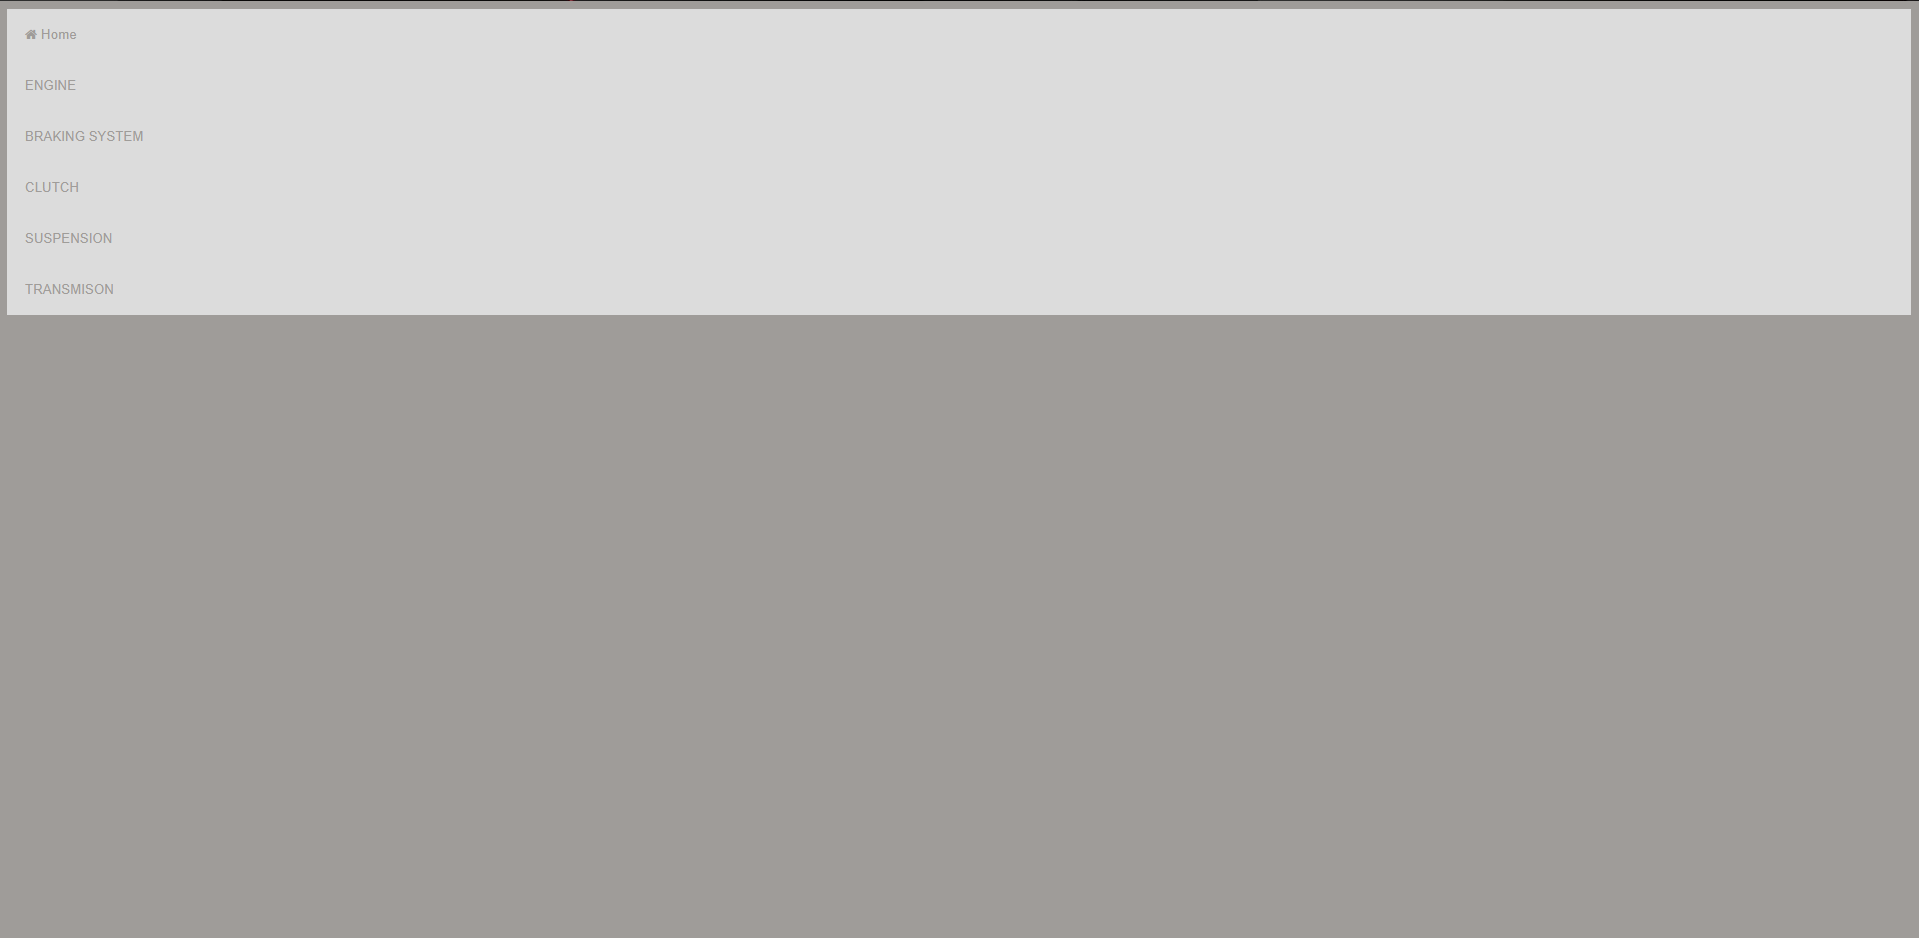 Home
ENGINE
BRAKING SYSTEM
CLUTCH
SUSPENSION
TRANSMISON